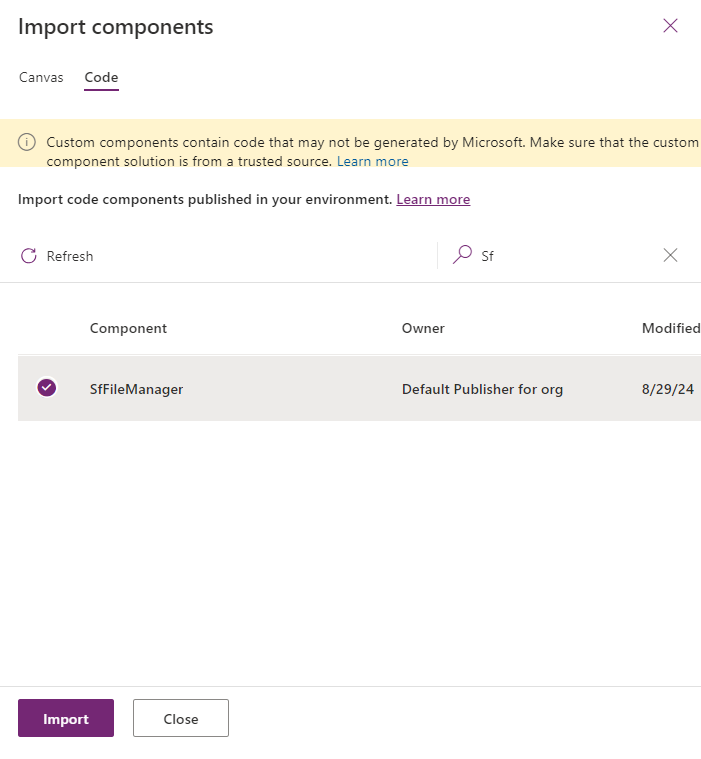 Import components
Canvas Code
Custom components contain code that may not be generated by Microsoft. Make sure that the custom
component solution is from a trusted source. Learn more
Import code components published in your environment. Learn more
Refresh Sf
Component Owner Modified
SfFileManager Default Publisher for org 8/29/24
Import Close